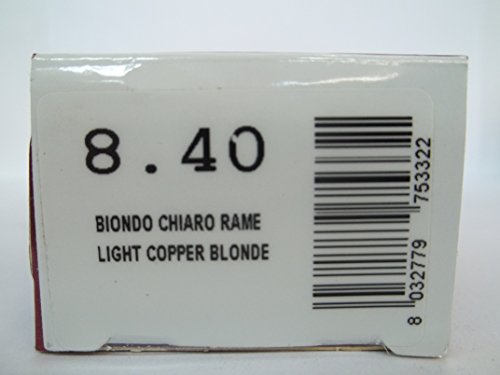 8.40
BIONDO CHIARO RAME
LIGHT COPPER BLONDE
8 032779 753322